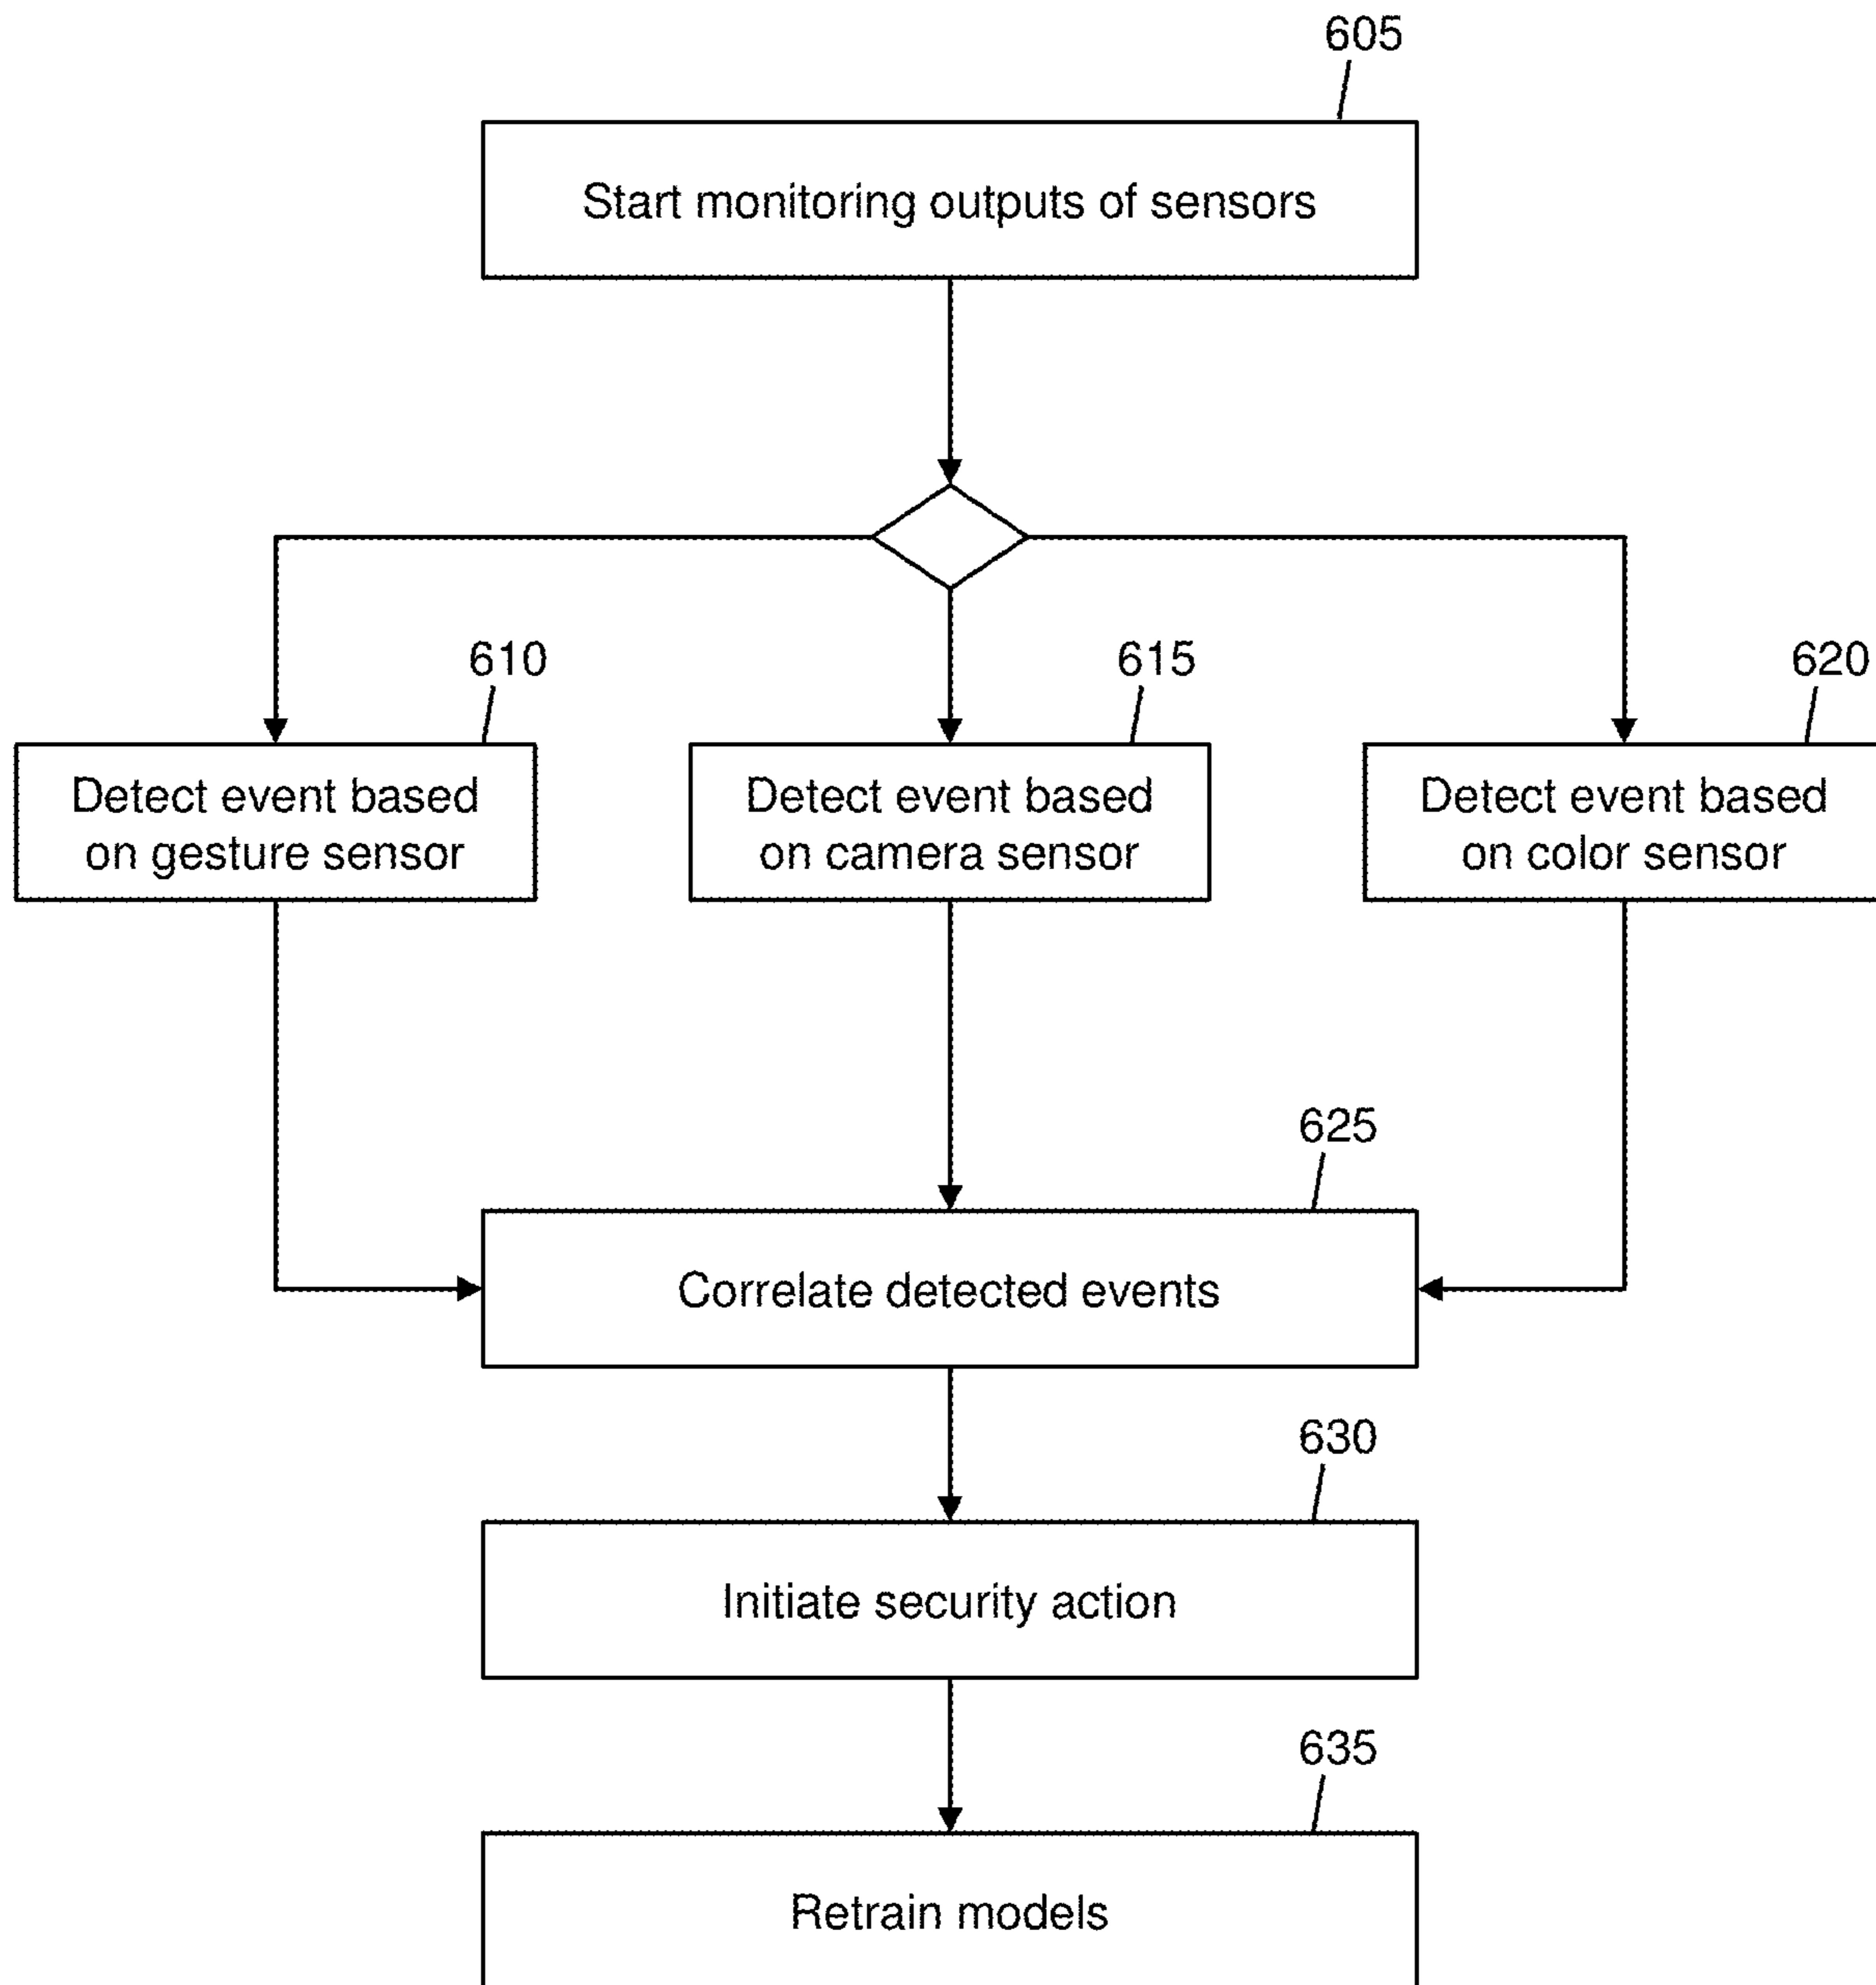 605
Start monitoring outputs of sensors
610
615
620
Detect event based
on gesture sensor
Detect event based
on camera sensor
Detect event based
on color sensor
625
Correlate detected events
630
Initiate security action
635
Retrain models